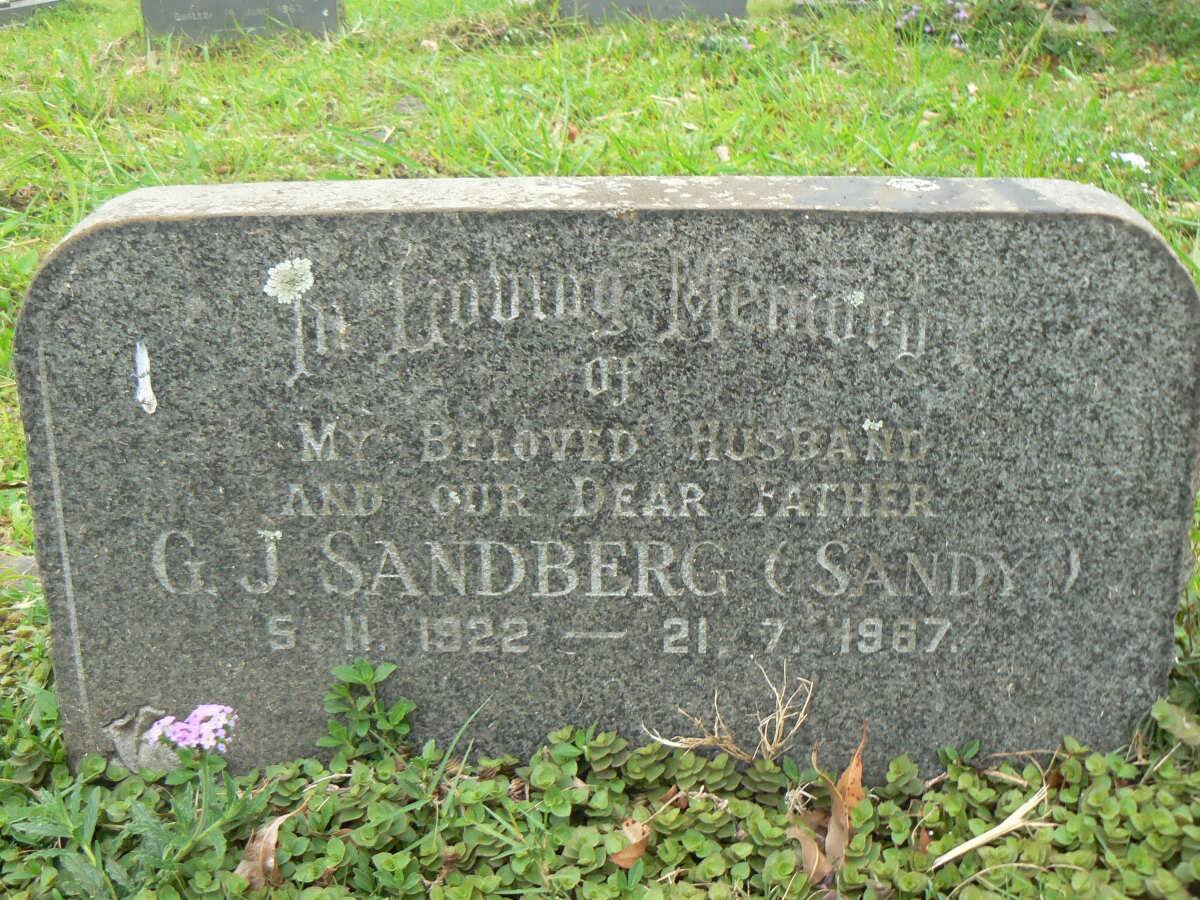 In Loving Memory
of
MY BELOVED HUSBAND
AND OUR DEAR FATHER
G. J. SANDBERG ( SANDY )
5. 11. 1922 — 21. 7. 1967.